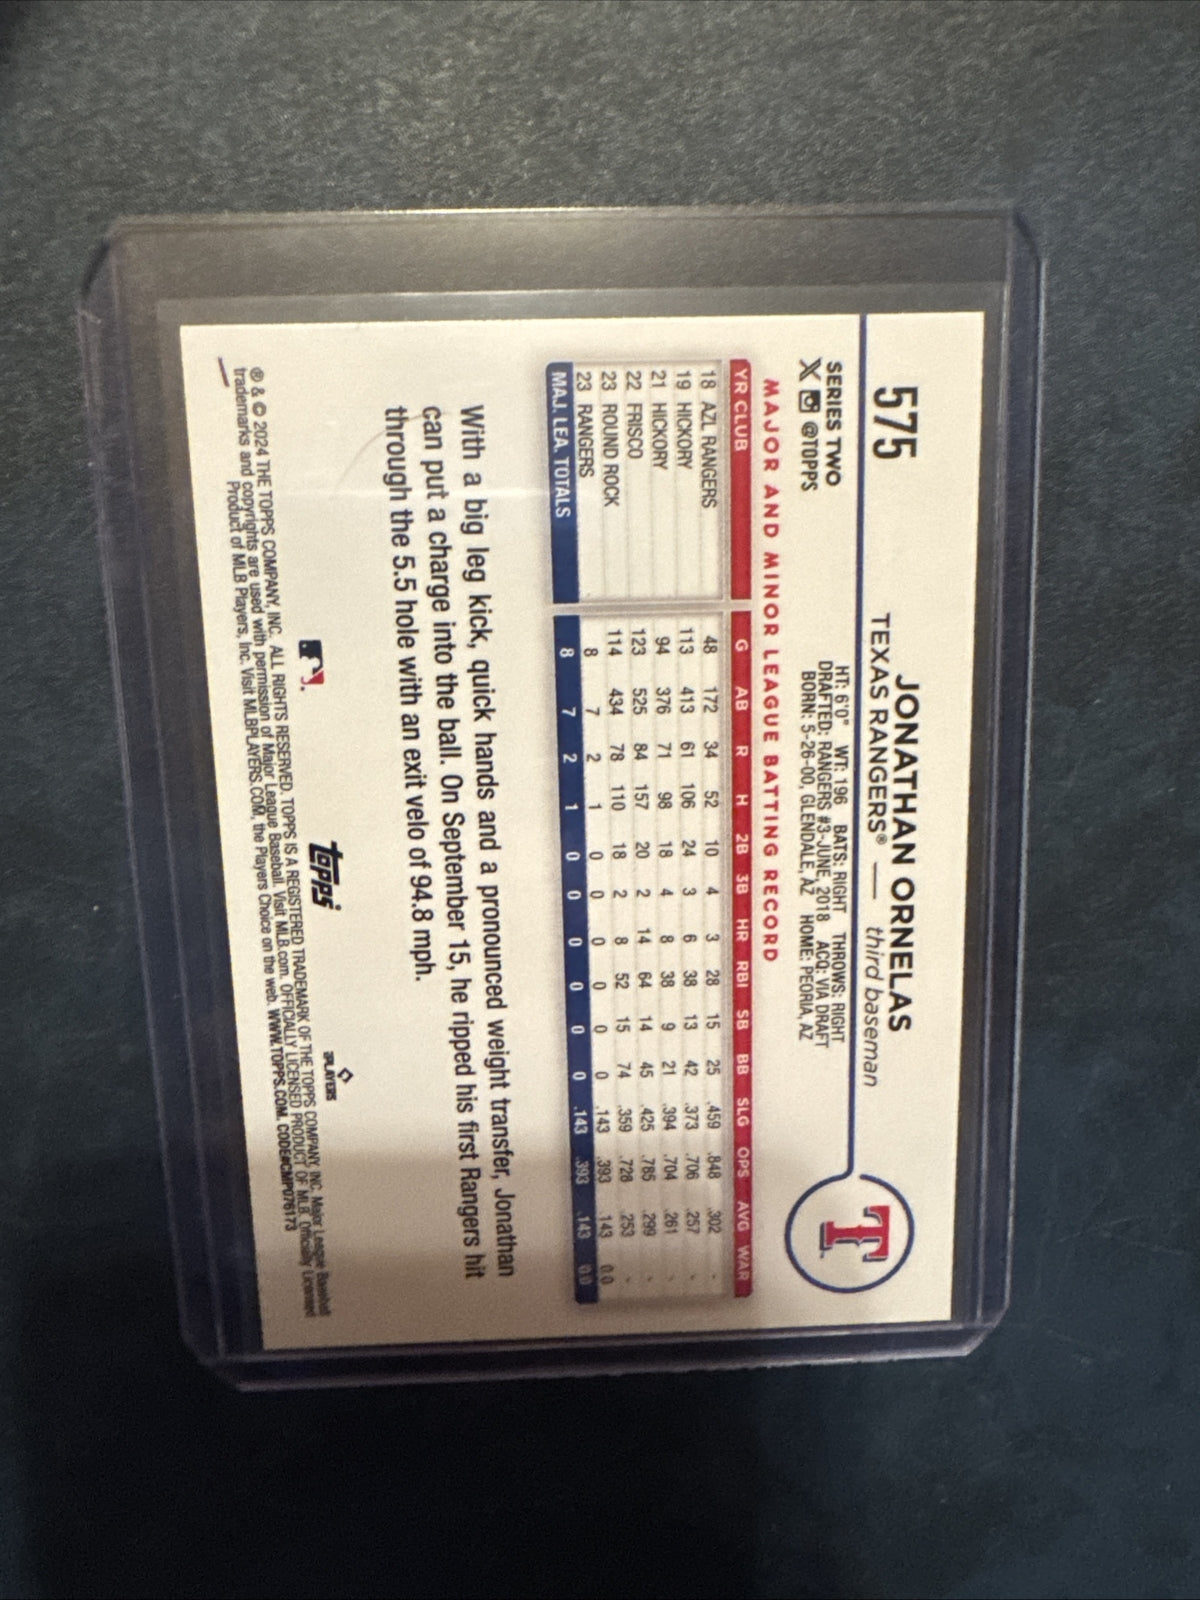 575
JONATHAN ORNELAS
TEXAS RANGERS® — third baseman
SERIES TWO
@TOPPS
HT: 6'0" WT: 196 BATS: RIGHT THROWS: RIGHT
DRAFTED: RANGERS #3-JUNE, 2018 ACQ: VIA DRAFT
BORN: 5-26-00, GLENDALE, AZ HOME: PEORIA, AZ
T
MAJOR AND MINOR LEAGUE BATTING RECORD
YR CLUB G AB R H 2B 3B HR RBI SB BB SLG OPS AVG WAR
18 AZL RANGERS 48 172 34 52 10 4 3 28 15 25 .459 .848 .302 -
19 HICKORY 113 413 61 106 24 3 6 38 13 42 .373 .706 .257 -
21 HICKORY 94 376 71 98 18 4 8 38 9 21 .394 .704 .261 -
22 FRISCO 123 525 84 157 20 2 14 64 14 45 .425 .785 .299 -
23 ROUND ROCK 114 434 78 110 18 2 8 52 15 74 .359 .728 .253 -
23 RANGERS 8 7 2 1 0 0 0 0 0 0 .143 .393 .143 0.0
MAJ. LEA. TOTALS 8 7 2 1 0 0 0 0 0 0 .143 .393 .143 0.0
With a big leg kick, quick hands and a pronounced weight transfer, Jonathan
can put a charge into the ball. On September 15, he ripped his first Rangers hit
through the 5.5 hole with an exit velo of 94.8 mph.
topps
PLAYERS
® & © 2024 THE TOPPS COMPANY, INC. ALL RIGHTS RESERVED. TOPPS IS A REGISTERED TRADEMARK OF THE TOPPS COMPANY, INC. Major League Baseball
trademarks and copyrights are used with permission of Major League Baseball. Visit MLB.com. OFFICIALLY LICENSED PRODUCT OF MLB. Officially Licensed
Product of MLB Players, Inc. Visit MLBPLAYERS.COM, the Players Choice on the web. WWW.TOPPS.COM. CODE#CMP076173